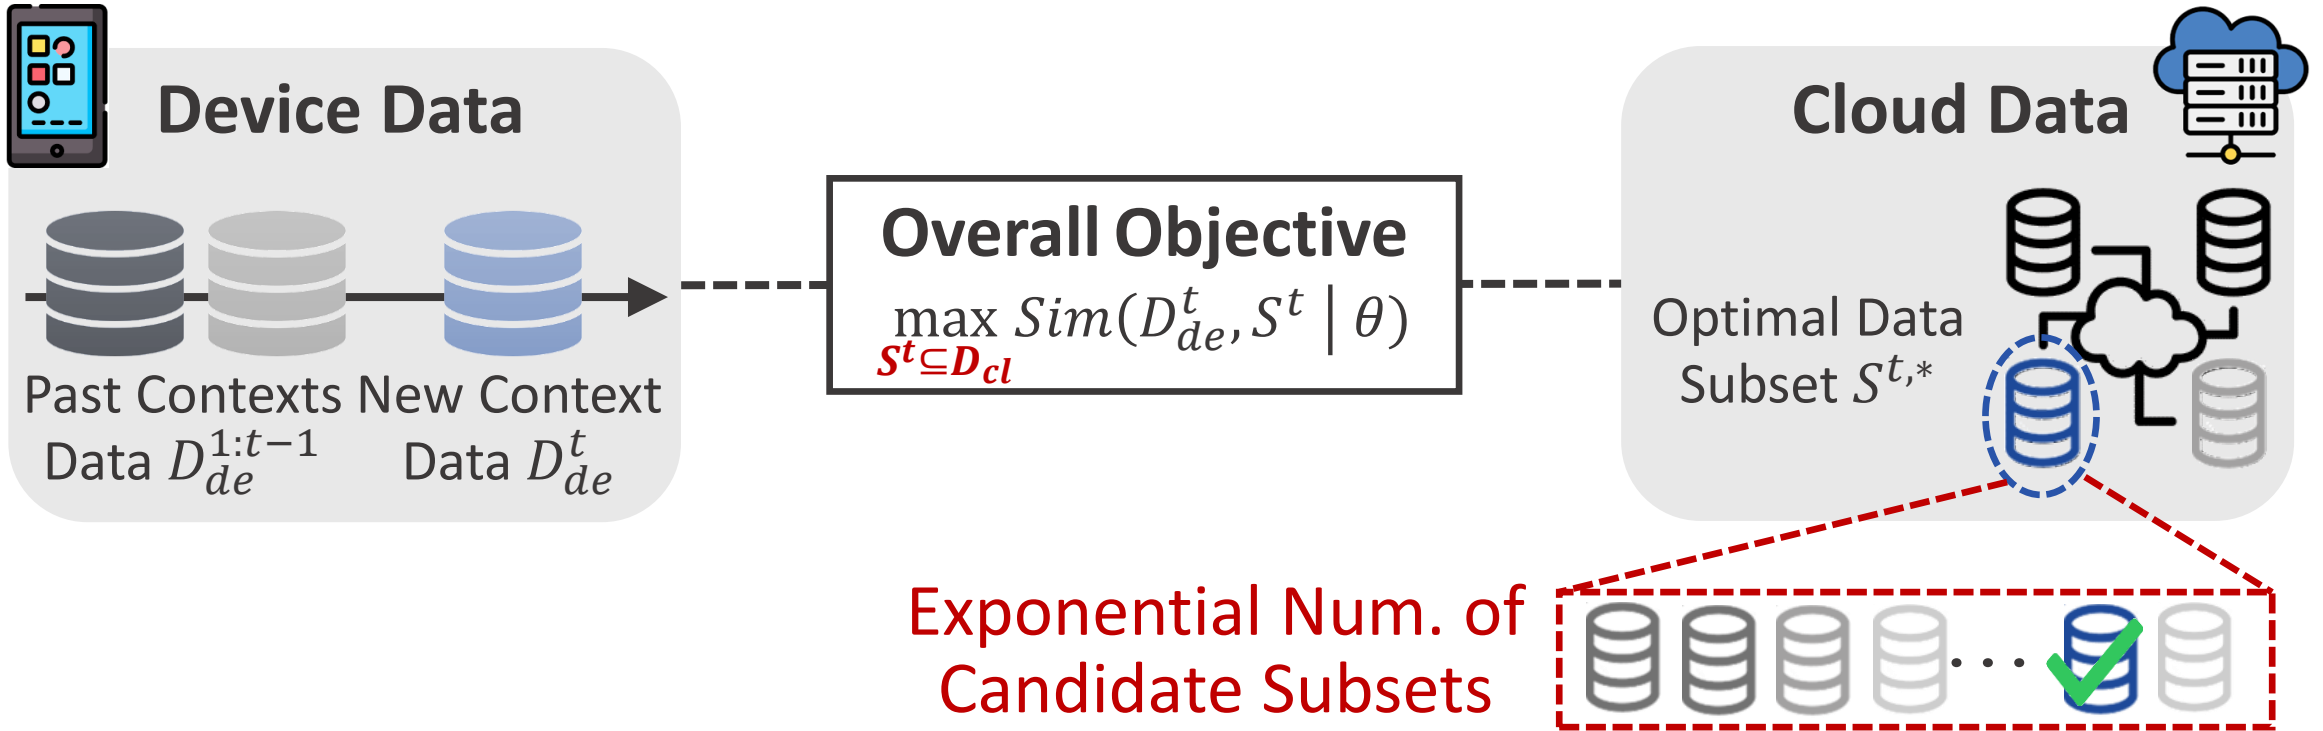 Device Data
Past Contexts
Data D_{de}^{1:t−1}
New Context
Data D_{de}^{t}
Overall Objective
max Sim(D_{de}^{t}, S^{t} | θ)
S^{t}⊆D_{cl}
Cloud Data
Optimal Data
Subset S^{t,*}
Exponential Num. of
Candidate Subsets
· · ·